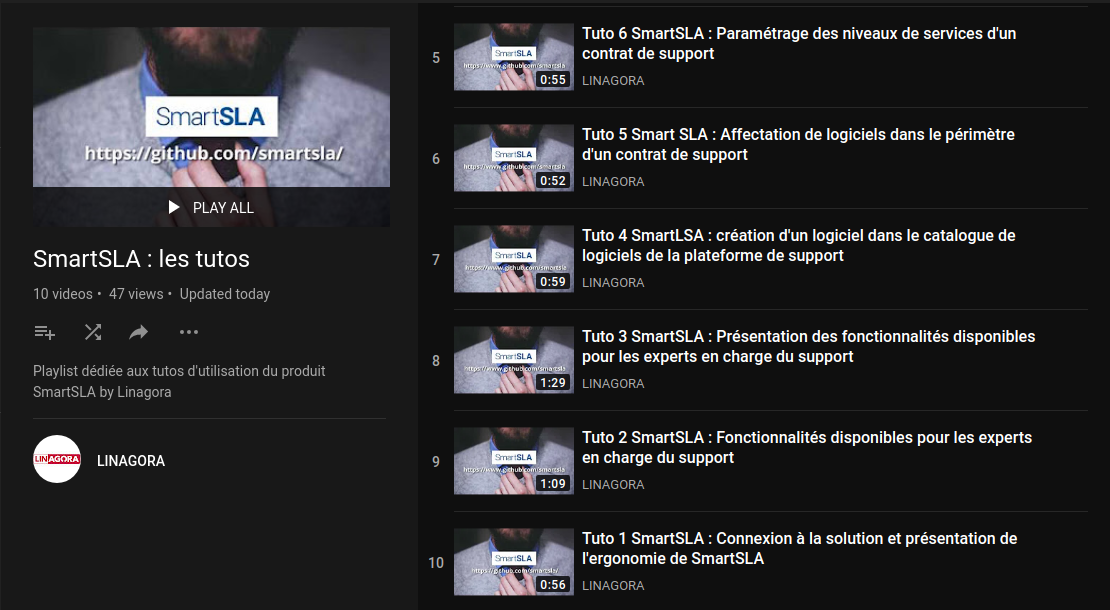 SmartSLA
https://github.com/smartsla/
PLAY ALL
SmartSLA : les tutos
10 videos • 47 views • Updated today
Playlist dédiée aux tutos d'utilisation du produit
SmartSLA by Linagora
LINAGORA
LINAGORA
5
SmartSLA
https://www.github.com/smartsla
0:55
Tuto 6 SmartSLA : Paramétrage des niveaux de services d'un
contrat de support
LINAGORA
6
SmartSLA
https://www.github.com/smartsla
0:52
Tuto 5 Smart SLA : Affectation de logiciels dans le périmètre
d'un contrat de support
LINAGORA
7
SmartSLA
https://www.github.com/smartsla
0:59
Tuto 4 SmartLSA : création d'un logiciel dans le catalogue de
logiciels de la plateforme de support
LINAGORA
8
SmartSLA
https://www.github.com/smartsla
1:29
Tuto 3 SmartSLA : Présentation des fonctionnalités disponibles
pour les experts en charge du support
LINAGORA
9
SmartSLA
https://www.github.com/smartsla
1:09
Tuto 2 SmartSLA : Fonctionnalités disponibles pour les experts
en charge du support
LINAGORA
10
SmartSLA
https://github.com/smartsla/
0:56
Tuto 1 SmartSLA : Connexion à la solution et présentation de
l'ergonomie de SmartSLA
LINAGORA